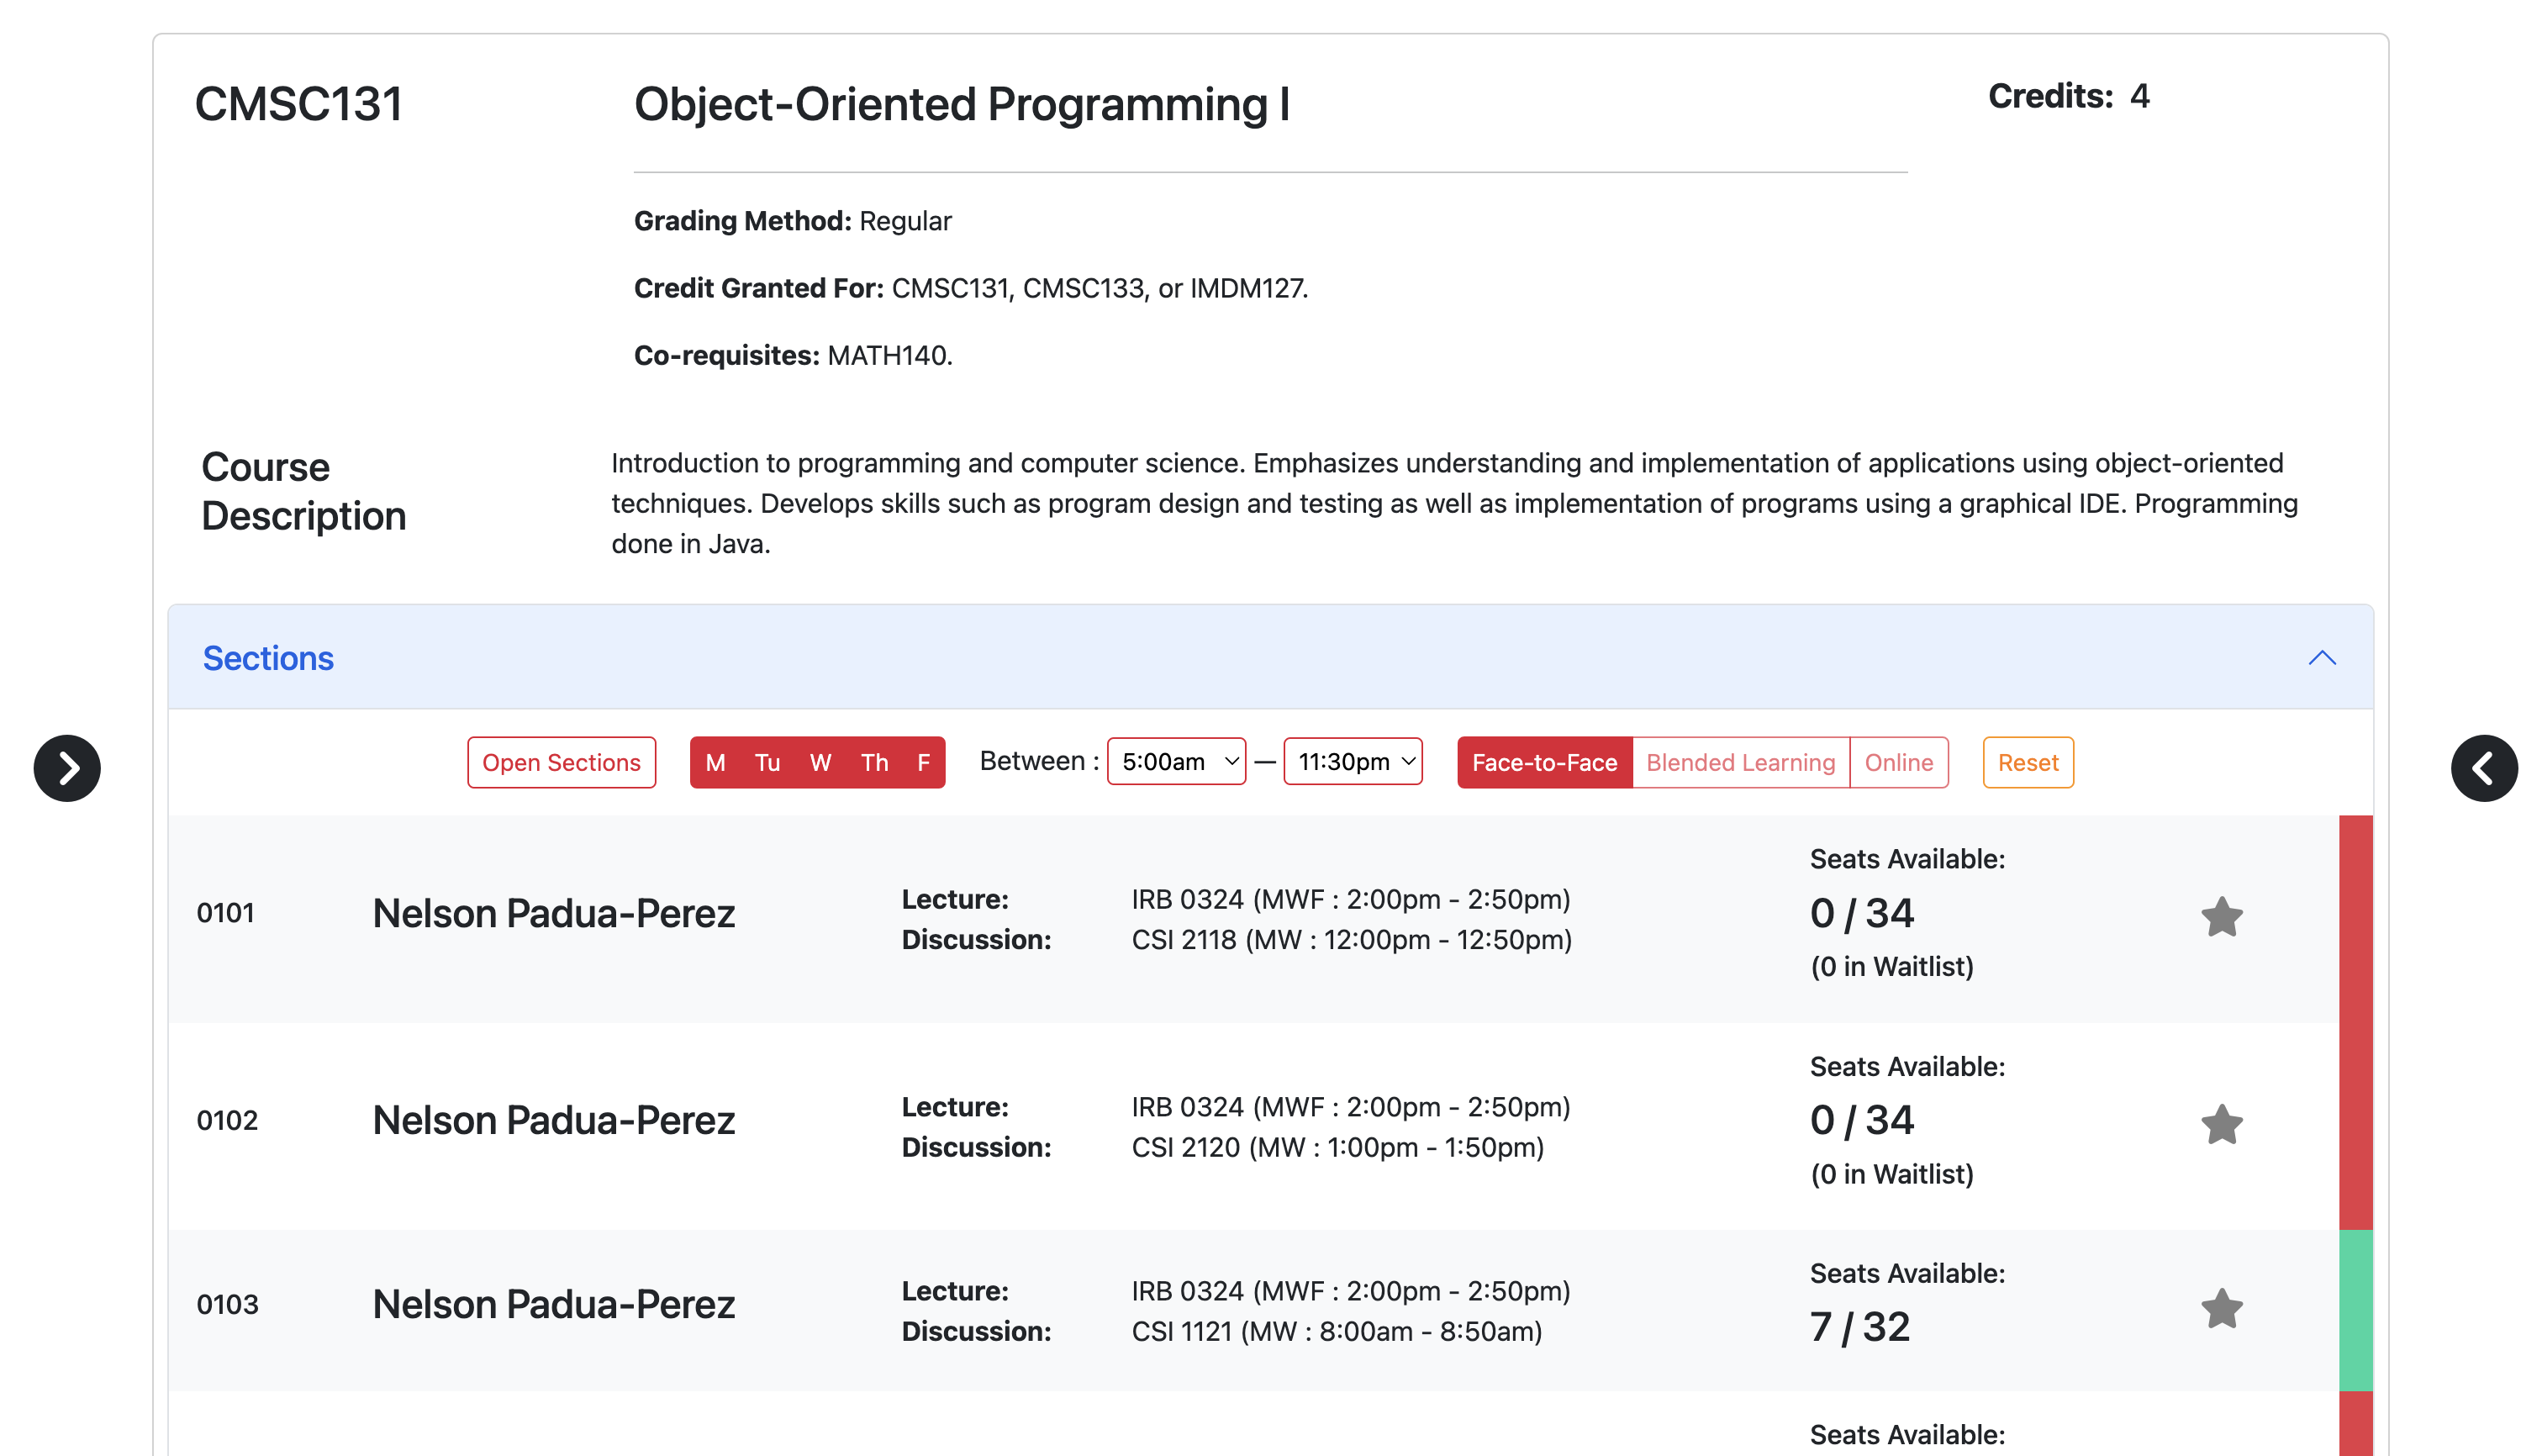 CMSC131
Object-Oriented Programming I
Credits: 4
Grading Method: Regular
Credit Granted For: CMSC131, CMSC133, or IMDM127.
Co-requisites: MATH140.
Course
Description
Introduction to programming and computer science. Emphasizes understanding and implementation of applications using object-oriented
techniques. Develops skills such as program design and testing as well as implementation of programs using a graphical IDE. Programming
done in Java.
Sections
Open Sections M Tu W Th F Between : 5:00am — 11:30pm Face-to-Face Blended Learning Online Reset
0101
Nelson Padua-Perez
Lecture: IRB 0324 (MWF : 2:00pm - 2:50pm)
Discussion: CSI 2118 (MW : 12:00pm - 12:50pm)
Seats Available:
0 / 34
(0 in Waitlist)
0102
Nelson Padua-Perez
Lecture: IRB 0324 (MWF : 2:00pm - 2:50pm)
Discussion: CSI 2120 (MW : 1:00pm - 1:50pm)
Seats Available:
0 / 34
(0 in Waitlist)
0103
Nelson Padua-Perez
Lecture: IRB 0324 (MWF : 2:00pm - 2:50pm)
Discussion: CSI 1121 (MW : 8:00am - 8:50am)
Seats Available:
7 / 32
Seats Available: